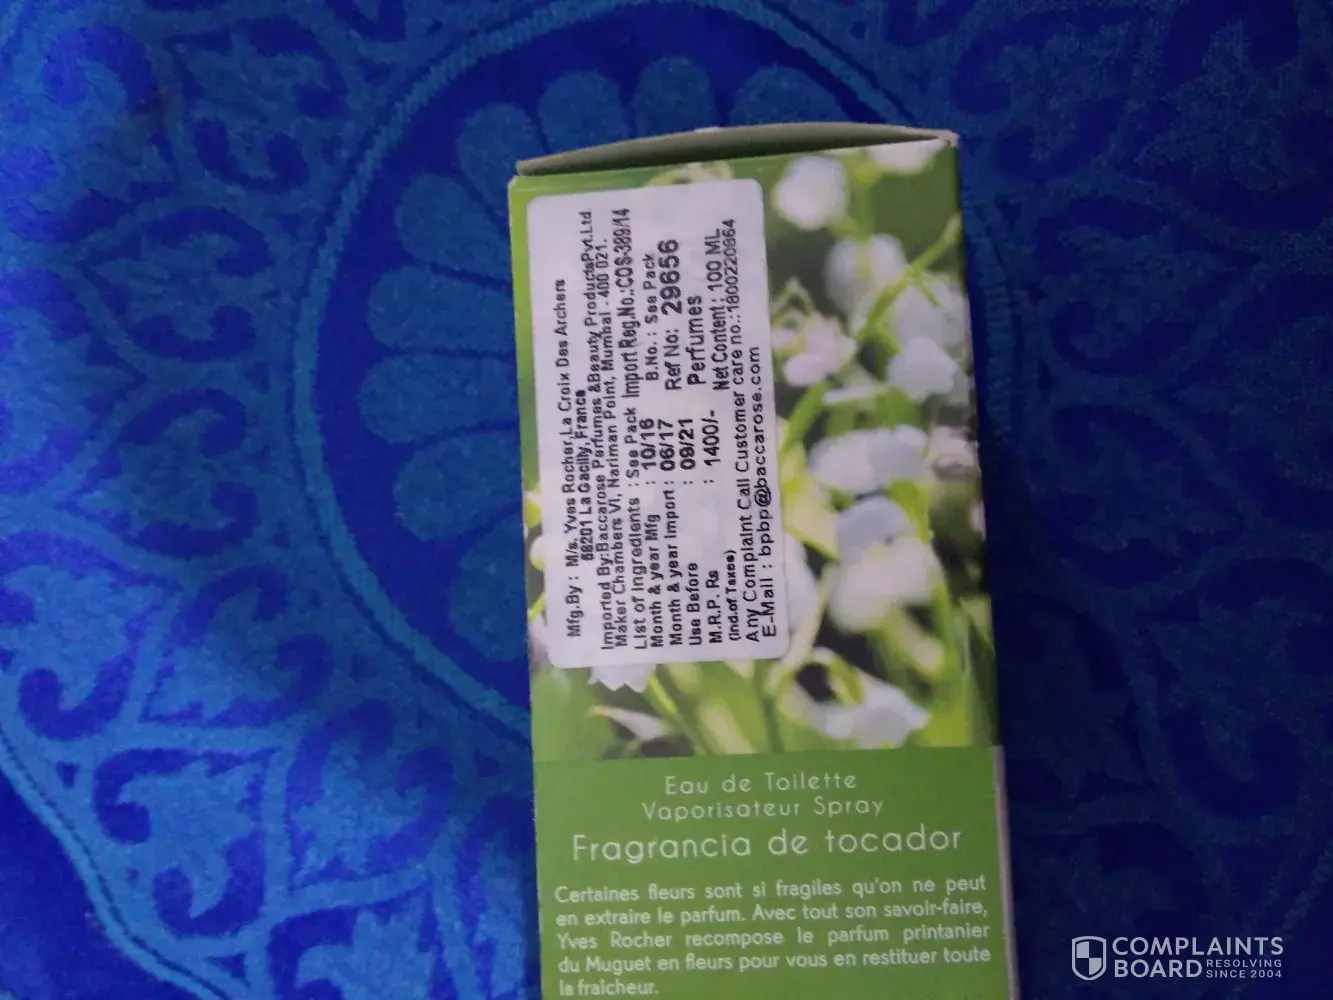 Mfg.By : M/s. Yves Rocher,La Croix Des Archers
56201 La Gacilly, France
Imported By:Baccarose Perfumes &Beauty ProductsPvt.Ltd.
Maker Chambers VI, Nariman Point, Mumbai - 400 021.
List of Ingredients : See Pack Import Reg.No.:COS-389/14
Month & year Mfg : 10/16 B.No. : See Pack
Month & year Import : 06/17 Ref No: 29656
Use Before : 09/21 Perfumes
M.R.P. Rs : 1400/- Net Content : 100 ML
(Incl.of Taxes)
Any Complaint Call Customer care no.:1800220864
E-Mail : bpbp@baccarose.com
Eau de Toilette
Vaporisateur Spray
Fragrancia de tocador
Certaines fleurs sont si fragiles qu'on ne peut
en extraire le parfum. Avec tout son savoir-faire,
Yves Rocher recompose le parfum printanier
du Muguet en fleurs pour vous en restituer toute
la fraîcheur.
COMPLAINTS
BOARD RESOLVING
SINCE 2004